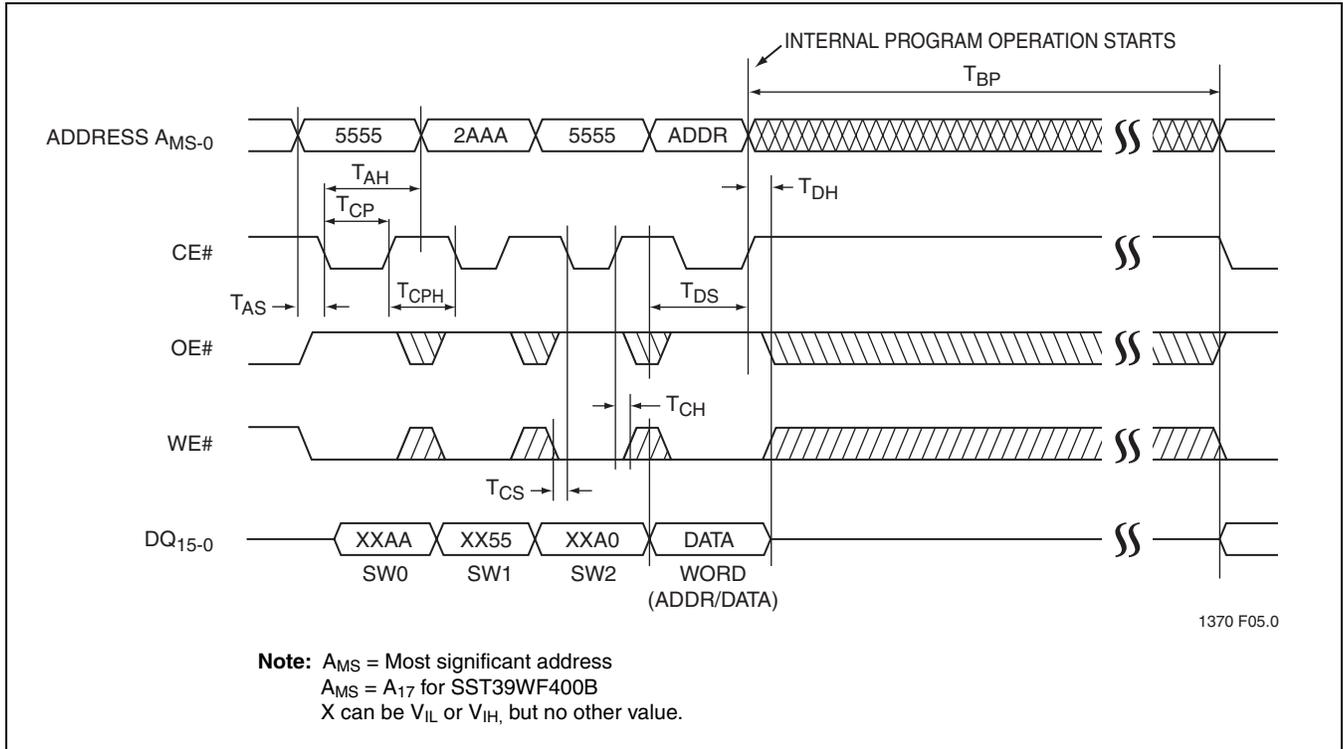 INTERNAL PROGRAM OPERATION STARTS
TBP
ADDRESS AMS-0
5555 2AAA 5555 ADDR
TAH
TDH
TCP
CE#
TAS
TCPH
TDS
OE#
TCH
WE#
TCS
DQ15-0
XXAA XX55 XXA0 DATA
SW0 SW1 SW2 WORD
(ADDR/DATA)
1370 F05.0
Note: AMS = Most significant address
AMS = A17 for SST39WF400B
X can be VIL or VIH, but no other value.